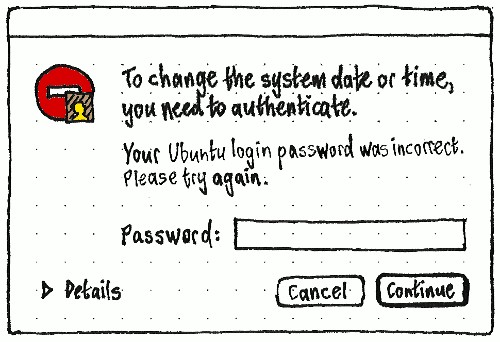 To change the system date or time,
you need to authenticate.
Your Ubuntu login password was incorrect.
Please try again.
Password:
Details
Cancel
Continue